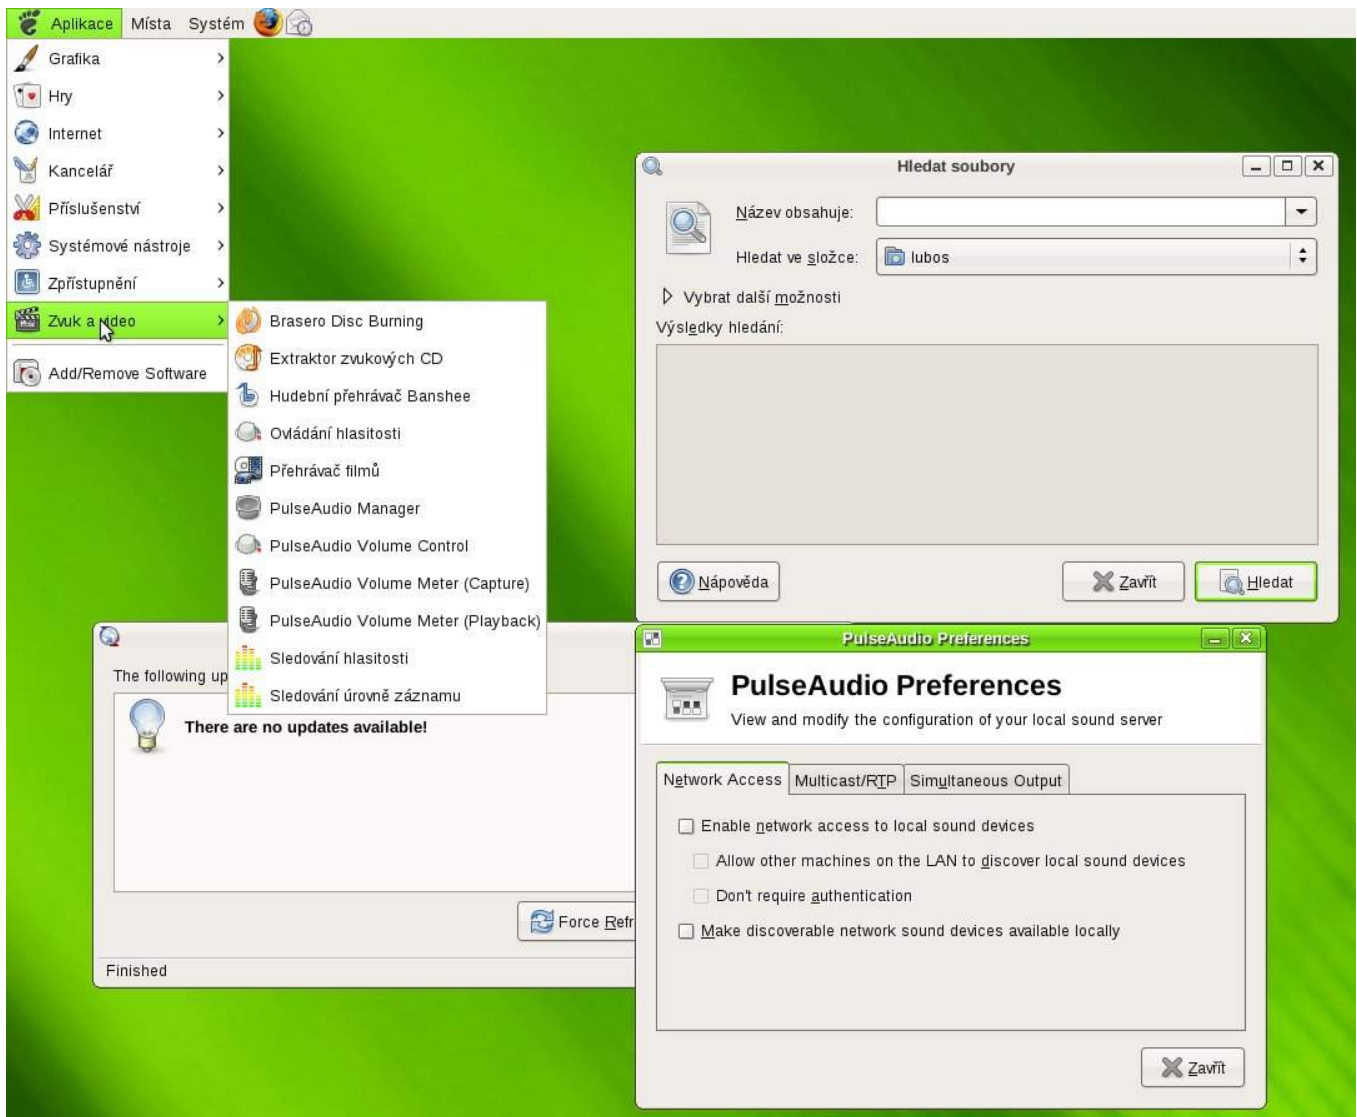 Aplikace Místa Systém
Grafika
Hry
Internet
Kancelář
Příslušenství
Systémové nástroje
Zpřístupnění
Zvuk a video
Add/Remove Software
Brasero Disc Burning
Extraktor zvukových CD
Hudební přehrávač Banshee
Ovládání hlasitosti
Přehrávač filmů
PulseAudio Manager
PulseAudio Volume Control
PulseAudio Volume Meter (Capture)
PulseAudio Volume Meter (Playback)
Sledování hlasitosti
Sledování úrovně záznamu
Hledat soubory
Název obsahuje:
Hledat ve složce: lubos
Vybrat další možnosti
Výsledky hledání:
Nápověda Zavřít Hledat
The following up
There are no updates available!
Force Refr
Finished
PulseAudio Preferences
PulseAudio Preferences
View and modify the configuration of your local sound server
Network Access Multicast/RTP Simultaneous Output
Enable network access to local sound devices
Allow other machines on the LAN to discover local sound devices
Don't require authentication
Make discoverable network sound devices available locally
Zavřít